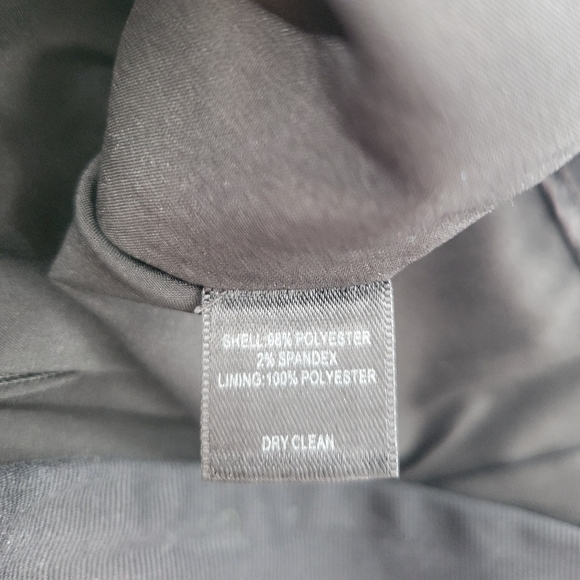 SHELL:98% POLYESTER
2% SPANDEX
LINING:100% POLYESTER
DRY CLEAN